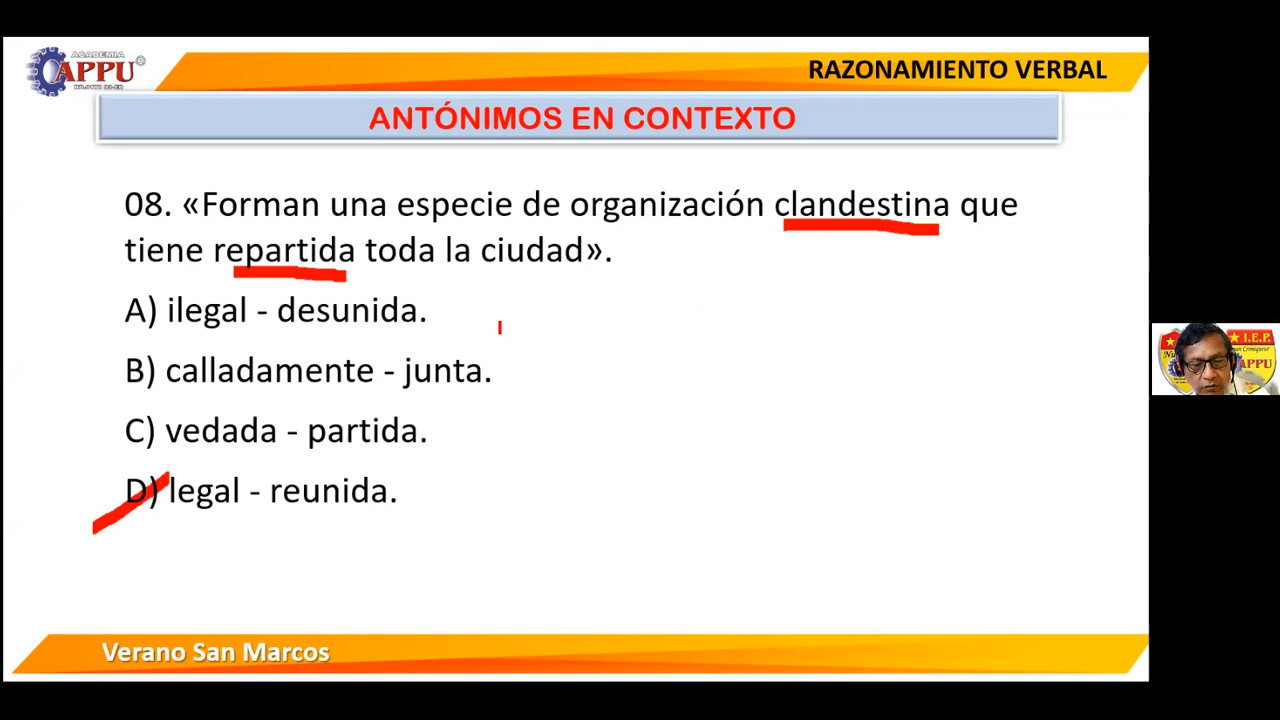 ACADEMIA
APPU
RAZONAMIENTO VERBAL
ANTÓNIMOS EN CONTEXTO
08. «Forman una especie de organización clandestina que
tiene repartida toda la ciudad».
A) ilegal - desunida.
B) calladamente - junta.
C) vedada - partida.
D) legal - reunida.
Verano San Marcos
I.E.P.
APPU